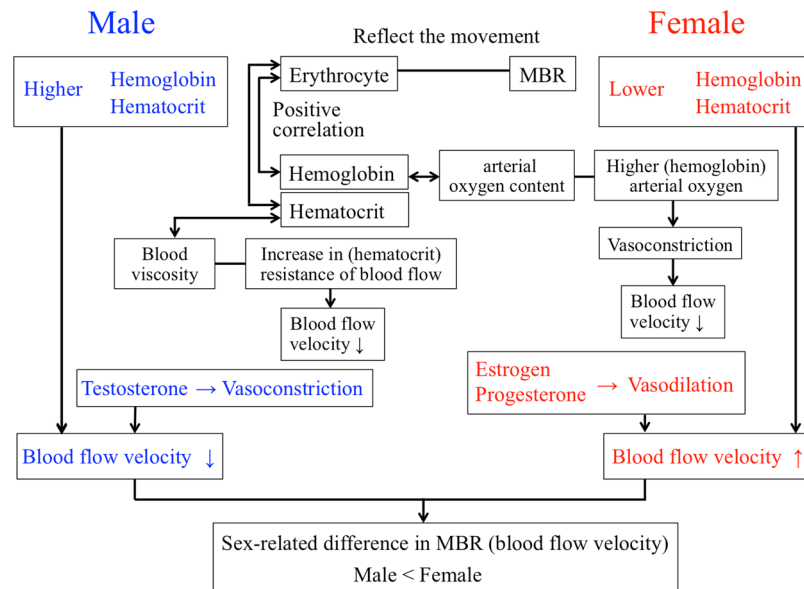 Male
Female
Reflect the movement
Higher Hemoglobin
Hematocrit
Erythrocyte
MBR
Lower Hemoglobin
Hematocrit
Positive
correlation
Hemoglobin
arterial
oxygen content
Higher (hemoglobin)
arterial oxygen
Hematocrit
Blood
viscosity
Increase in (hematocrit)
resistance of blood flow
Vasoconstriction
Blood flow
velocity ↓
Blood flow
velocity ↓
Testosterone → Vasoconstriction
Estrogen
Progesterone → Vasodilation
Blood flow velocity ↓
Blood flow velocity ↑
Sex-related difference in MBR (blood flow velocity)
Male < Female